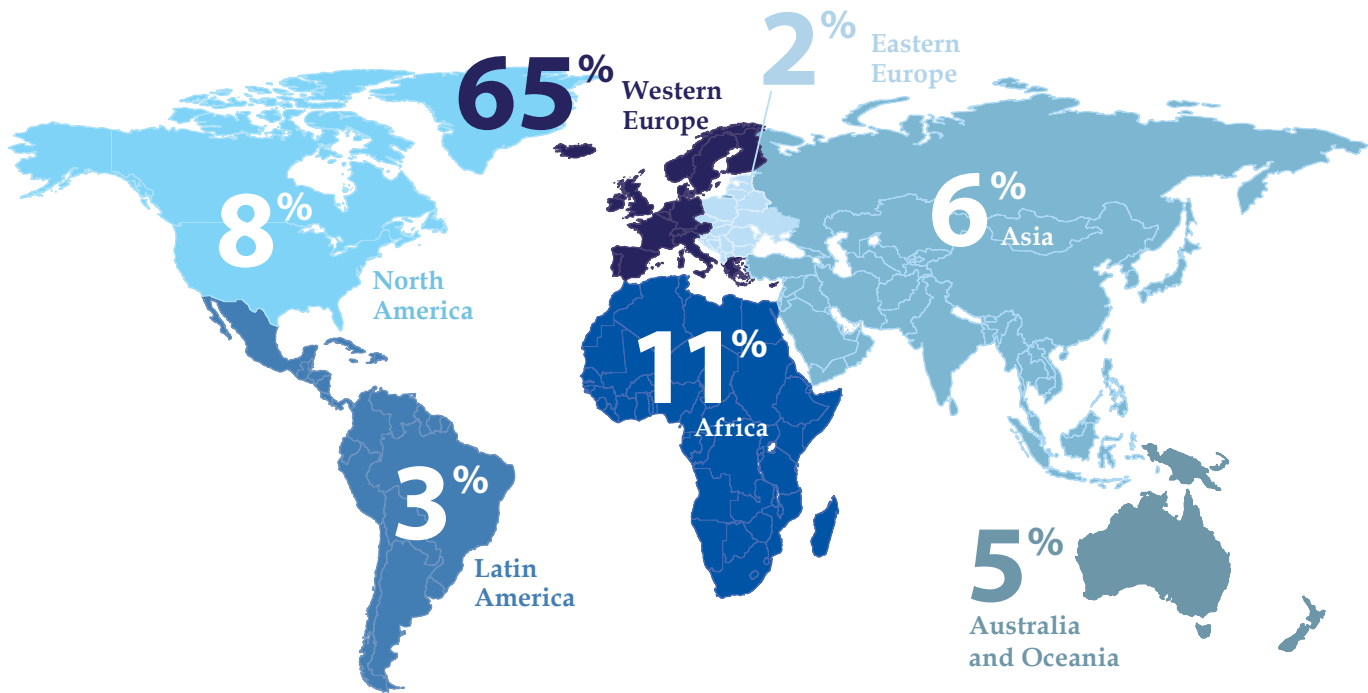 65%
Western
Europe
2%
Eastern
Europe
8%
North
America
6%
Asia
11%
Africa
3%
Latin
America
5%
Australia
and Oceania